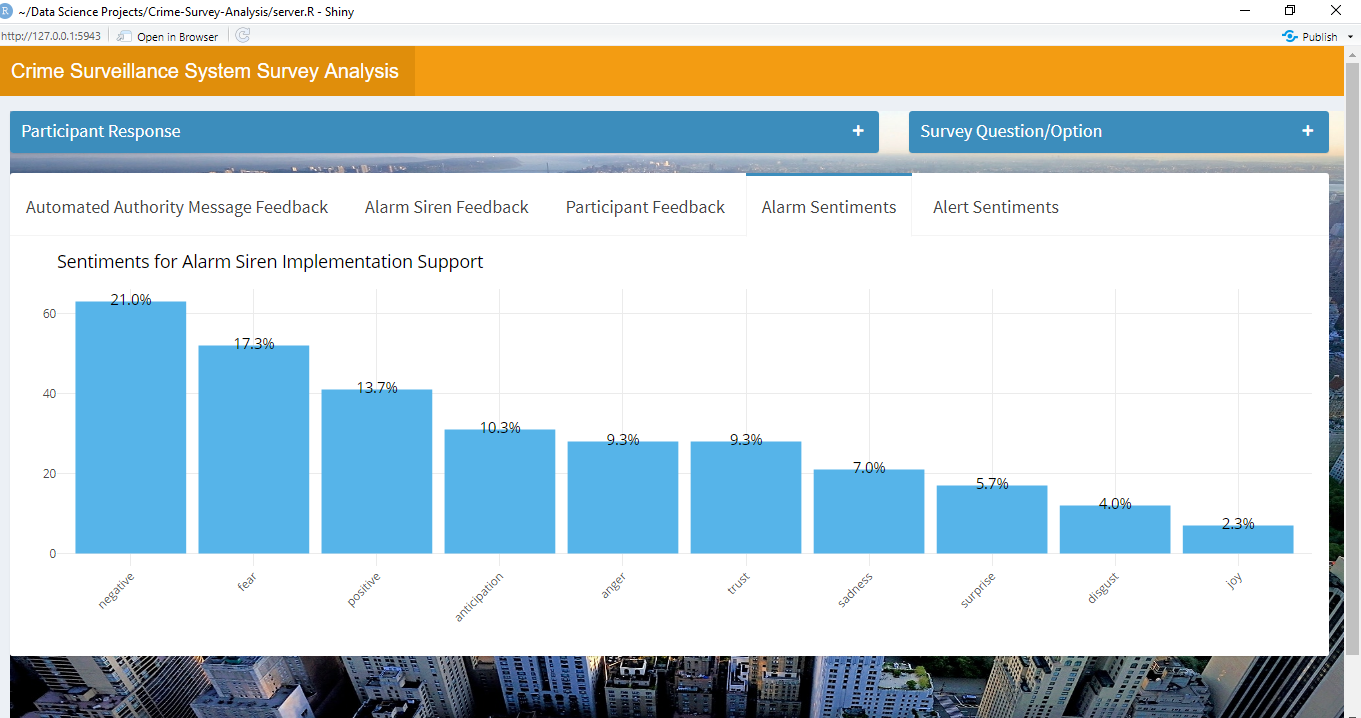 R ~/Data Science Projects/Crime-Survey-Analysis/server.R - Shiny
http://127.0.0.1:5943 Open in Browser Publish
Crime Surveillance System Survey Analysis
Participant Response + Survey Question/Option +
Automated Authority Message Feedback Alarm Siren Feedback Participant Feedback Alarm Sentiments Alert Sentiments
Sentiments for Alarm Siren Implementation Support
21.0%
60
17.3%
13.7%
40
10.3%
9.3% 9.3%
20
7.0%
5.7%
4.0%
2.3%
0
negative fear positive anticipation anger trust sadness surprise disgust joy